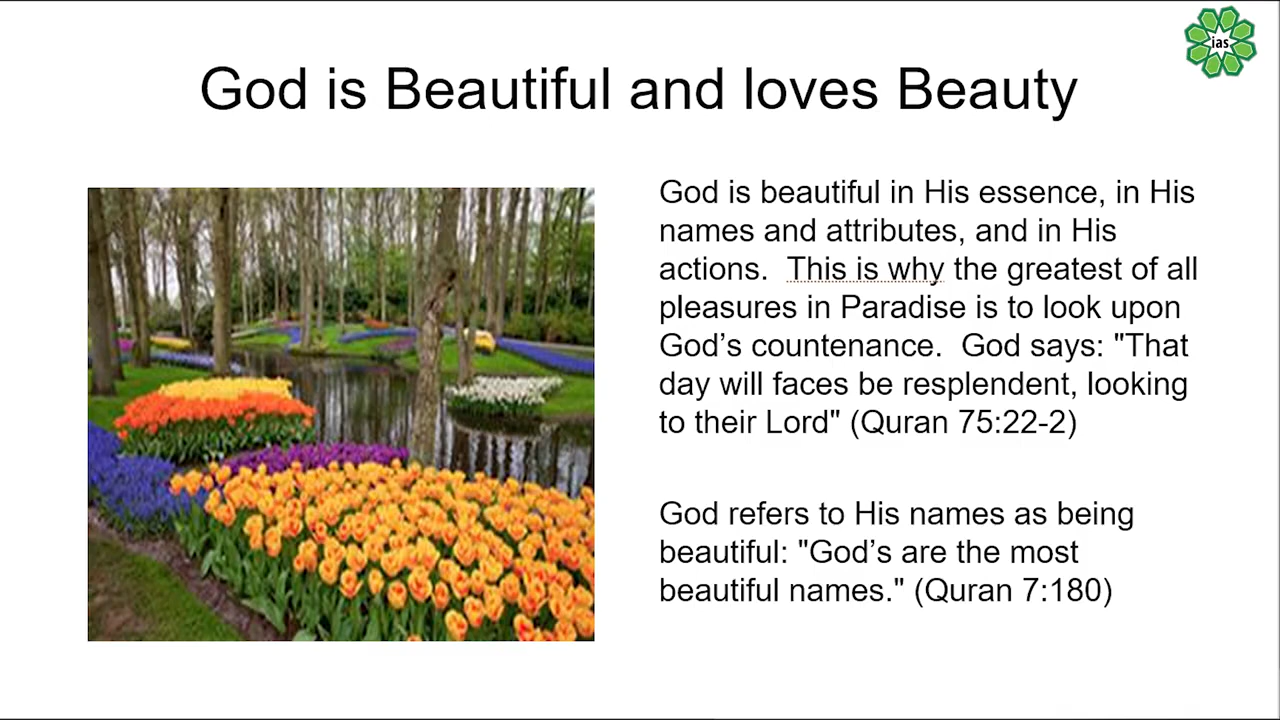 ias
God is Beautiful and loves Beauty
God is beautiful in His essence, in His
names and attributes, and in His
actions.  This is why the greatest of all
pleasures in Paradise is to look upon
God’s countenance.  God says: "That
day will faces be resplendent, looking
to their Lord" (Quran 75:22-2)
God refers to His names as being
beautiful: "God’s are the most
beautiful names." (Quran 7:180)